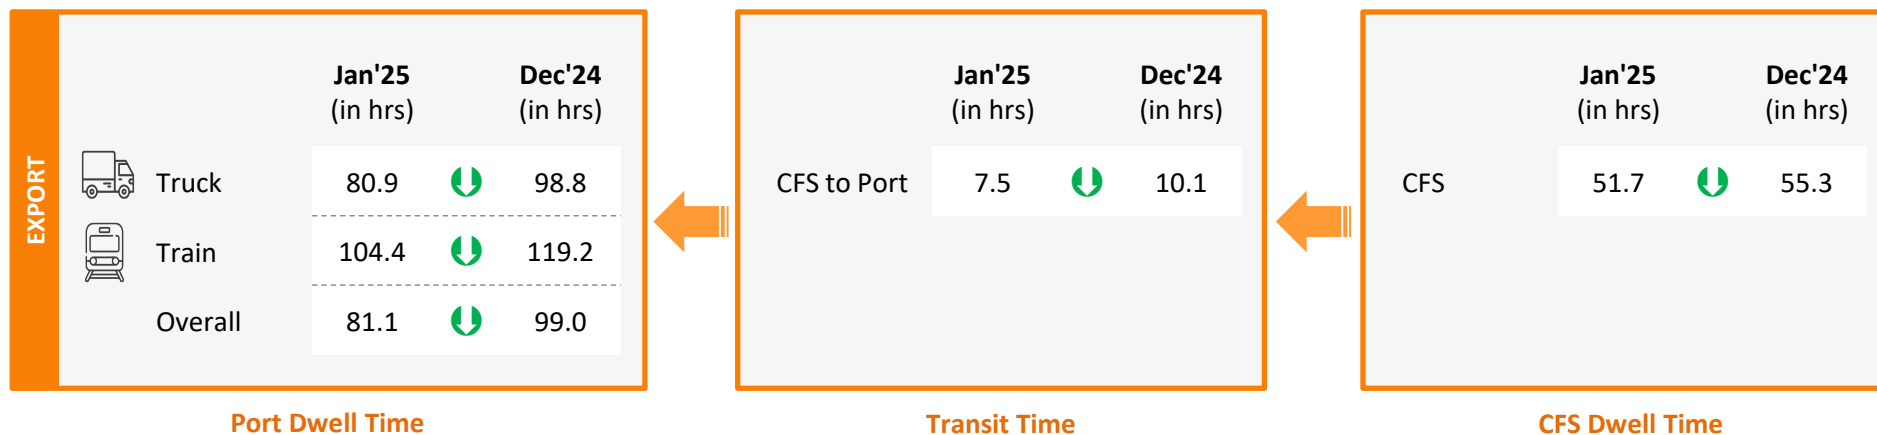 EXPORT
Jan'25 Dec'24
(in hrs) (in hrs)
Truck 80.9 98.8
Train 104.4 119.2
Overall 81.1 99.0
Port Dwell Time
Jan'25 Dec'24
(in hrs) (in hrs)
CFS to Port 7.5 10.1
Transit Time
Jan'25 Dec'24
(in hrs) (in hrs)
CFS 51.7 55.3
CFS Dwell Time